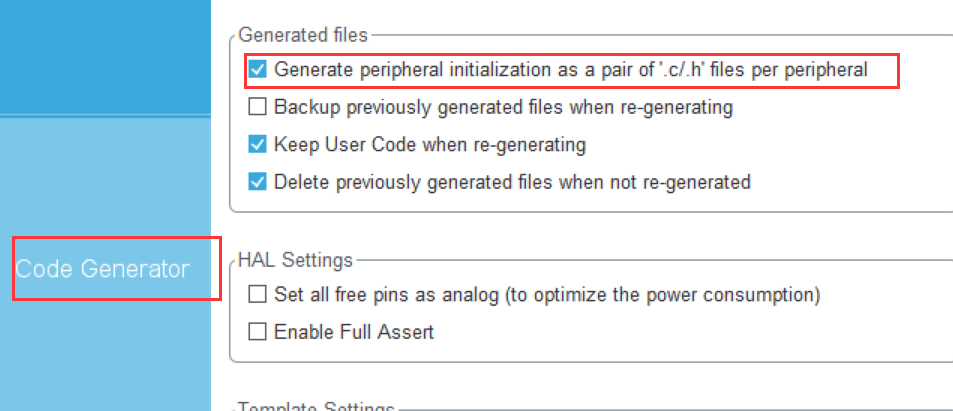 Generated files
Generate peripheral initialization as a pair of '.c/.h' files per peripheral
Backup previously generated files when re-generating
Keep User Code when re-generating
Delete previously generated files when not re-generated
Code Generator
HAL Settings
Set all free pins as analog (to optimize the power consumption)
Enable Full Assert
Template Settings